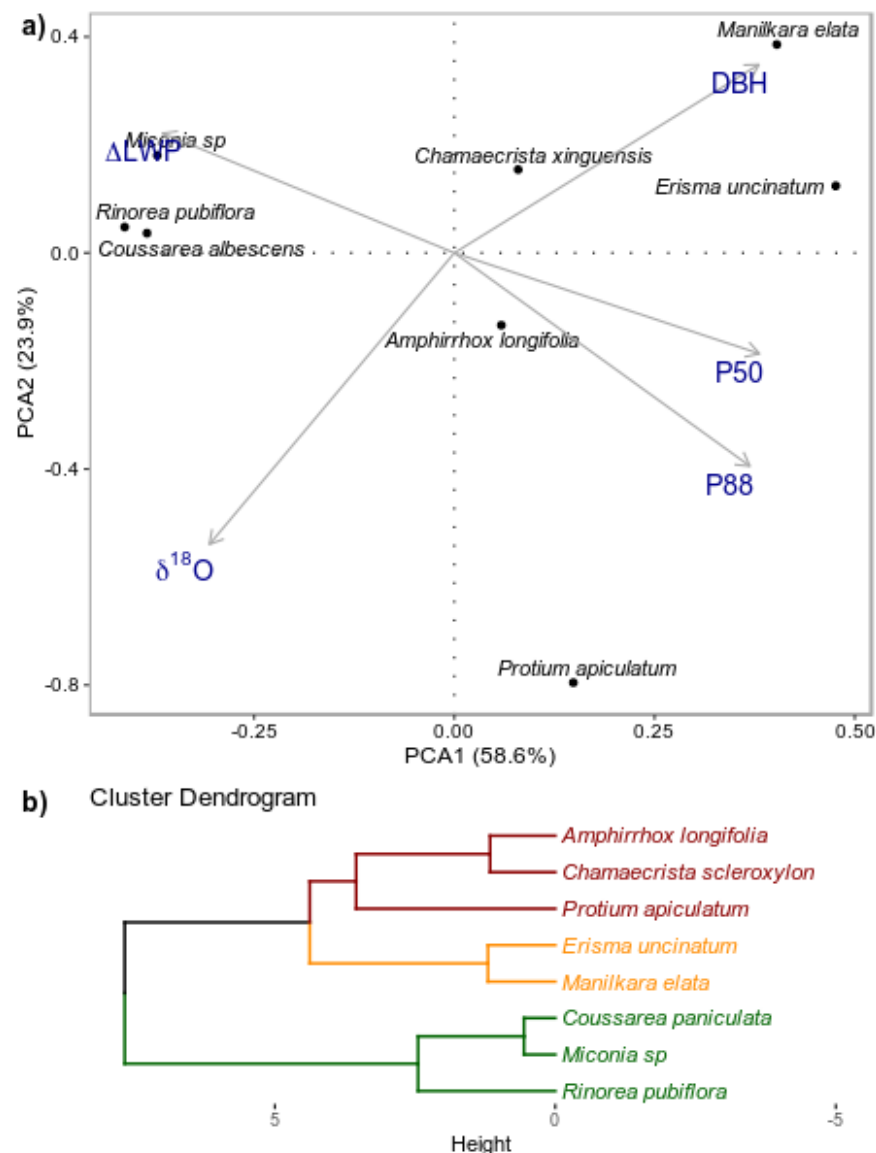 a)
0.4
0.0
-0.4
-0.8
PCA2 (23.9%)
Manilkara elata
DBH
Miconia sp
ΔLWP
Chamaecrista xinguensis
Erisma uncinatum
Rinorea pubiflora
Coussarea albescens
Amphirrhox longifolia
P50
P88
δ¹⁸O
Protium apiculatum
-0.25
0.00
0.25
0.50
PCA1 (58.6%)
b)
Cluster Dendrogram
Amphirrhox longifolia
Chamaecrista scleroxylon
Protium apiculatum
Erisma uncinatum
Manilkara elata
Coussarea paniculata
Miconia sp
Rinorea pubiflora
5
0
-5
Height